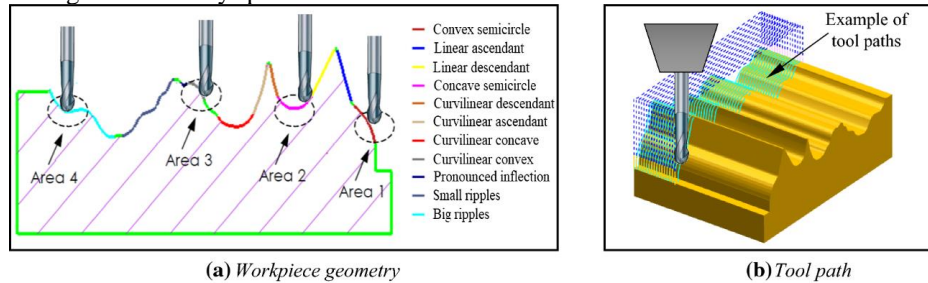 Area 4
Area 3
Area 2
Area 1
Convex semicircle
Linear ascendant
Linear descendant
Concave semicircle
Curvilinear descendant
Curvilinear ascendant
Curvilinear concave
Curvilinear convex
Pronounced inflection
Small ripples
Big ripples
(a) Workpiece geometry
Example of
tool paths
(b) Tool path